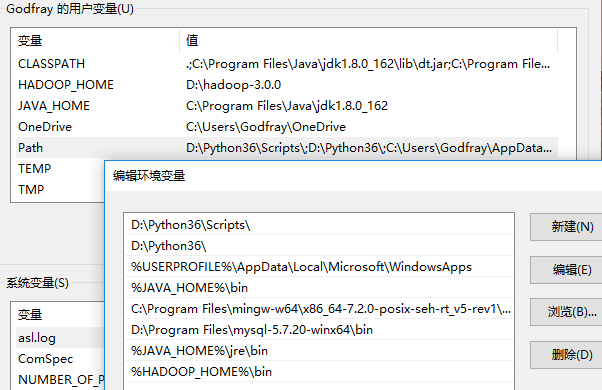 Godfray 的用户变量(U)
变量 值
CLASSPATH .;C:\Program Files\Java\jdk1.8.0_162\lib\dt.jar;C:\Program File...
HADOOP_HOME D:\hadoop-3.0.0
JAVA_HOME C:\Program Files\Java\jdk1.8.0_162
OneDrive C:\Users\Godfray\OneDrive
Path D:\Python36\Scripts\;D:\Python36\;C:\Users\Godfray\AppData...
TEMP
TMP
编辑环境变量
D:\Python36\Scripts\
D:\Python36\
%USERPROFILE%\AppData\Local\Microsoft\WindowsApps
%JAVA_HOME%\bin
C:\Program Files\mingw-w64\x86_64-7.2.0-posix-seh-rt_v5-rev1\...
D:\Program Files\mysql-5.7.20-winx64\bin
%JAVA_HOME%\jre\bin
%HADOOP_HOME%\bin
新建(N)
编辑(E)
浏览(B)...
删除(D)
系统变量(S)
变量
asl.log
ComSpec
NUMBER_OF_P